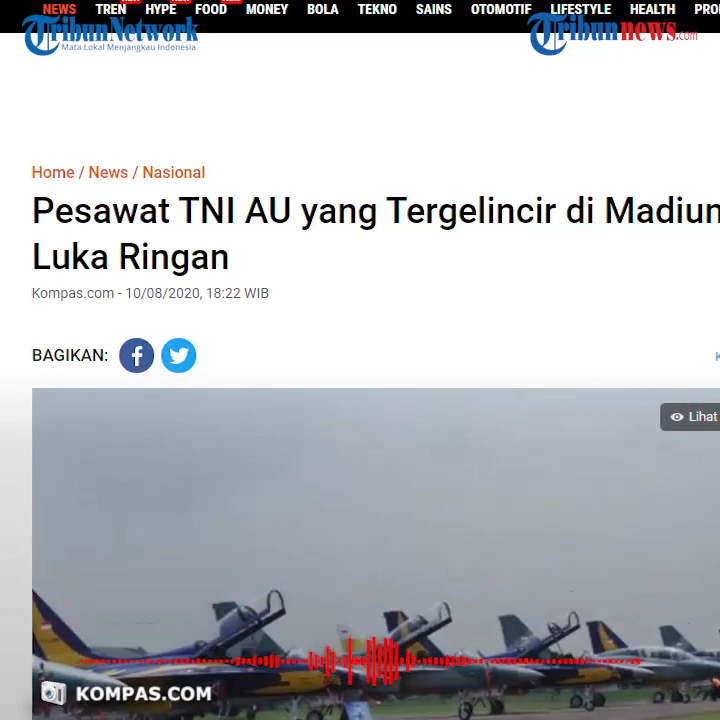 NEWS TREN HYPE FOOD MONEY BOLA TEKNO SAINS OTOMOTIF LIFESTYLE HEALTH PRO
TribunNetwork
Mata Lokal Menjangkau Indonesia
Tribunnews.com
Home / News / Nasional
Pesawat TNI AU yang Tergelincir di Madiun
Luka Ringan
Kompas.com - 10/08/2020, 18:22 WIB
BAGIKAN:
Lihat
KOMPAS.COM